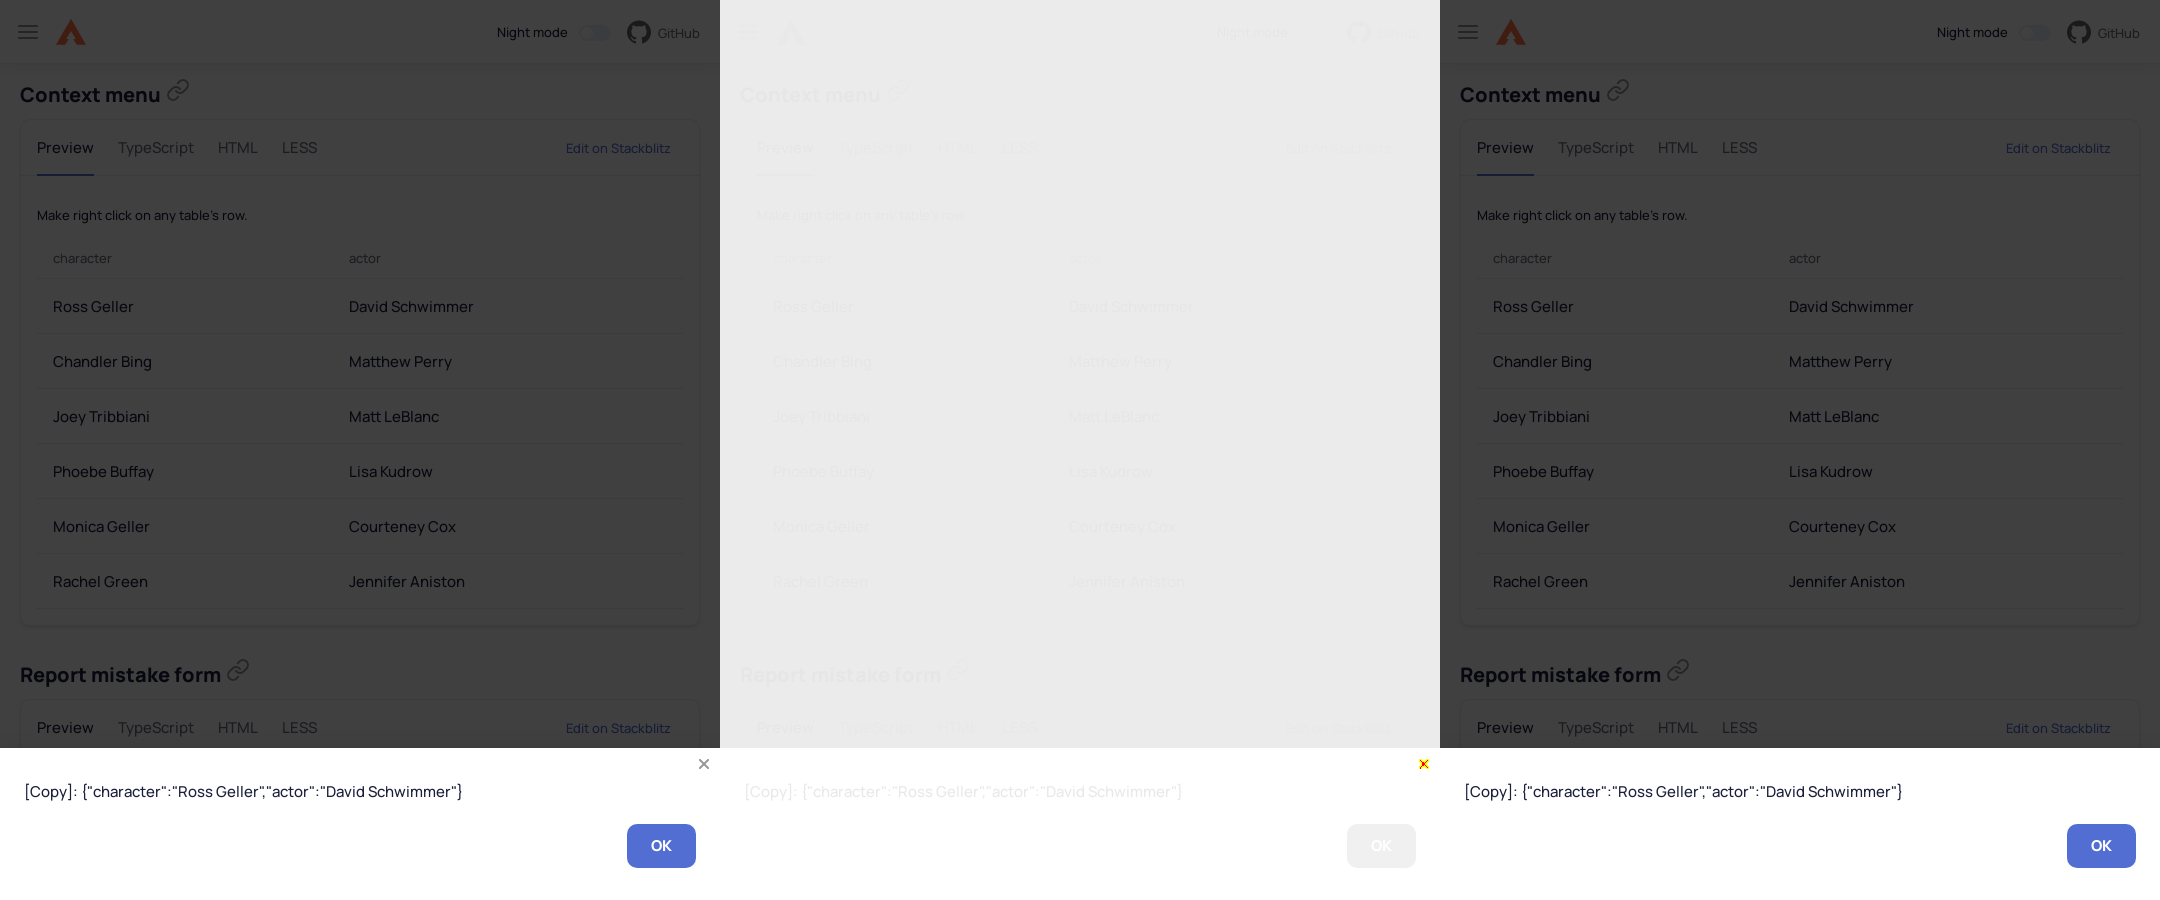 Night mode GitHub
Context menu
Preview TypeScript HTML LESS Edit on Stackblitz
Make right click on any table's row.
character actor
Ross Geller David Schwimmer
Chandler Bing Matthew Perry
Joey Tribbiani Matt LeBlanc
Phoebe Buffay Lisa Kudrow
Monica Geller Courteney Cox
Rachel Green Jennifer Aniston
Report mistake form
Preview TypeScript HTML LESS Edit on Stackblitz
[Copy]: {"character":"Ross Geller","actor":"David Schwimmer"}
OK
Night mode
Context menu
Preview TypeScript HTML LESS Edit on Stackblitz
Make right click on any table's row.
Ross Geller David Schwimmer
Chandler Bing Matthew Perry
Joey Tribbiani Matt LeBlanc
Phoebe Buffay Lisa Kudrow
Monica Geller Courteney Cox
Rachel Green Jennifer Aniston
Report mistake form
Preview TypeScript HTML LESS Edit on Stackblitz
[Copy]: {"character":"Ross Geller","actor":"David Schwimmer"}
OK
Night mode GitHub
Context menu
Preview TypeScript HTML LESS Edit on Stackblitz
Make right click on any table's row.
character actor
Ross Geller David Schwimmer
Chandler Bing Matthew Perry
Joey Tribbiani Matt LeBlanc
Phoebe Buffay Lisa Kudrow
Monica Geller Courteney Cox
Rachel Green Jennifer Aniston
Report mistake form
Preview TypeScript HTML LESS Edit on Stackblitz
[Copy]: {"character":"Ross Geller","actor":"David Schwimmer"}
OK